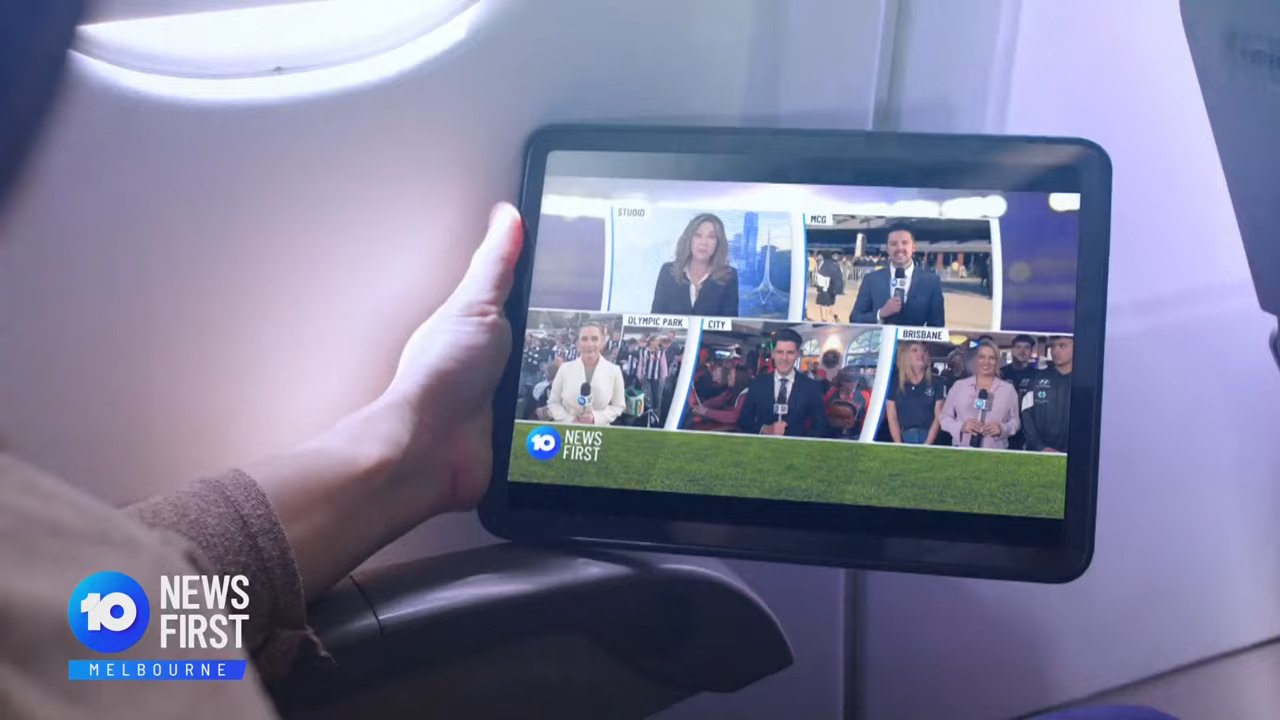 STUDIO
MCG
OLYMPIC PARK
CITY
BRISBANE
10 NEWS
FIRST
10 NEWS
FIRST
MELBOURNE